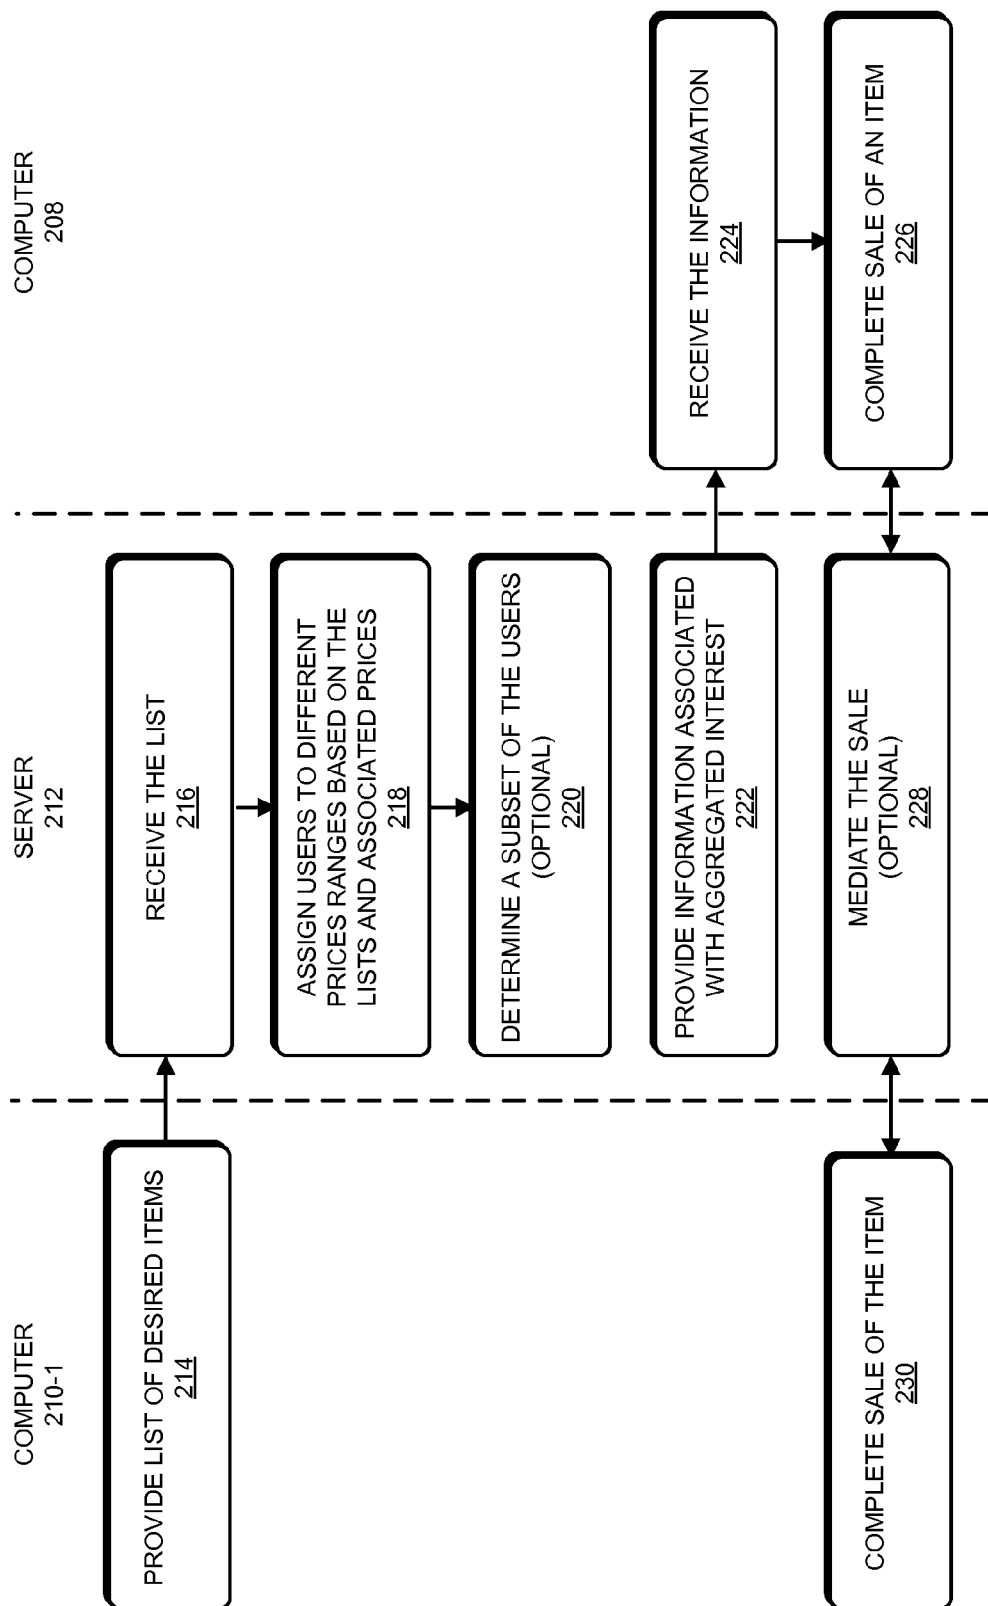 COMPUTER
210-1
SERVER
212
COMPUTER
208
PROVIDE LIST OF DESIRED ITEMS
214
RECEIVE THE LIST
216
ASSIGN USERS TO DIFFERENT
PRICES RANGES BASED ON THE
LISTS AND ASSOCIATED PRICES
218
DETERMINE A SUBSET OF THE USERS
(OPTIONAL)
220
PROVIDE INFORMATION ASSOCIATED
WITH AGGREGATED INTEREST
222
RECEIVE THE INFORMATION
224
COMPLETE SALE OF THE ITEM
230
MEDIATE THE SALE
(OPTIONAL)
228
COMPLETE SALE OF AN ITEM
226